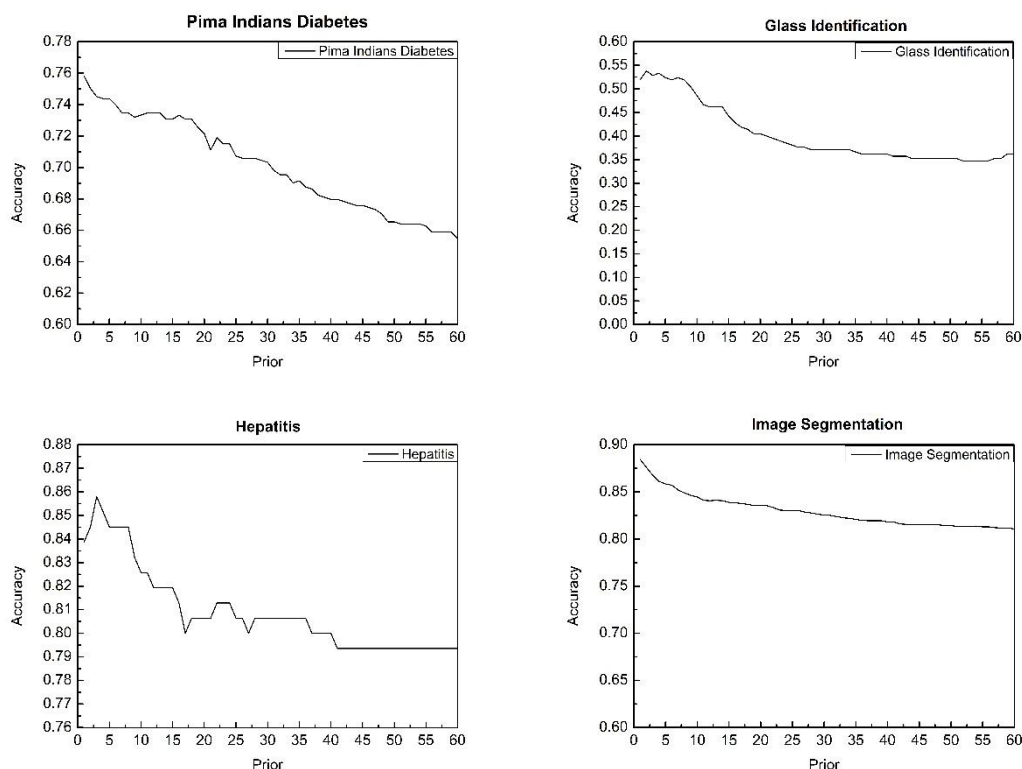 Pima Indians Diabetes
Pima Indians Diabetes
0.78
0.76
0.74
0.72
0.70
0.68
0.66
0.64
0.62
0.60
Accuracy
0 5 10 15 20 25 30 35 40 45 50 55 60
Prior
Glass Identification
Glass Identification
0.60
0.55
0.50
0.45
0.40
0.35
0.30
0.25
0.20
0.15
0.10
0.05
0.00
Accuracy
0 5 10 15 20 25 30 35 40 45 50 55 60
Prior
Hepatitis
Hepatitis
0.88
0.87
0.86
0.85
0.84
0.83
0.82
0.81
0.80
0.79
0.78
0.77
0.76
Accuracy
0 5 10 15 20 25 30 35 40 45 50 55 60
Prior
Image Segmentation
Image Segmentation
0.90
0.85
0.80
0.75
0.70
0.65
0.60
Accuracy
0 5 10 15 20 25 30 35 40 45 50 55 60
Prior